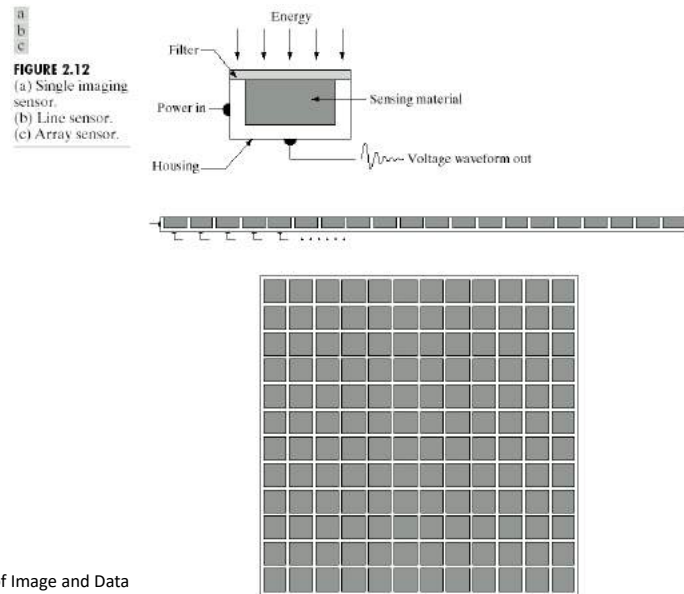 a
b
c
FIGURE 2.12
(a) Single imaging
sensor.
(b) Line sensor.
(c) Array sensor.
Energy
Filter
Power in
Sensing material
Housing
Voltage waveform out
of Image and Data